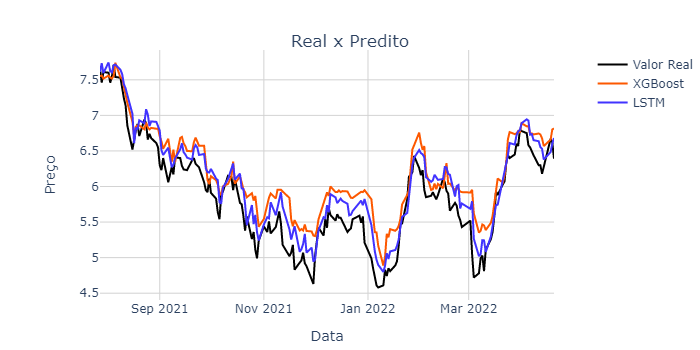 Real x Predito
Valor Real
XGBoost
LSTM
Preço
7.5
7
6.5
6
5.5
5
4.5
Sep 2021
Nov 2021
Jan 2022
Mar 2022
Data